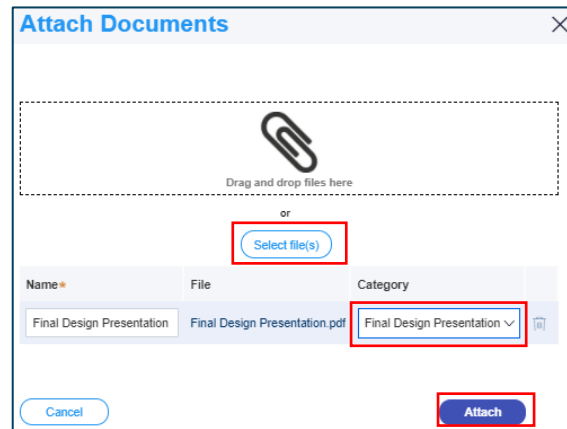 Attach Documents
Drag and drop files here
or
Select file(s)
Name* File Category
Final Design Presentation Final Design Presentation.pdf Final Design Presentation
Cancel Attach